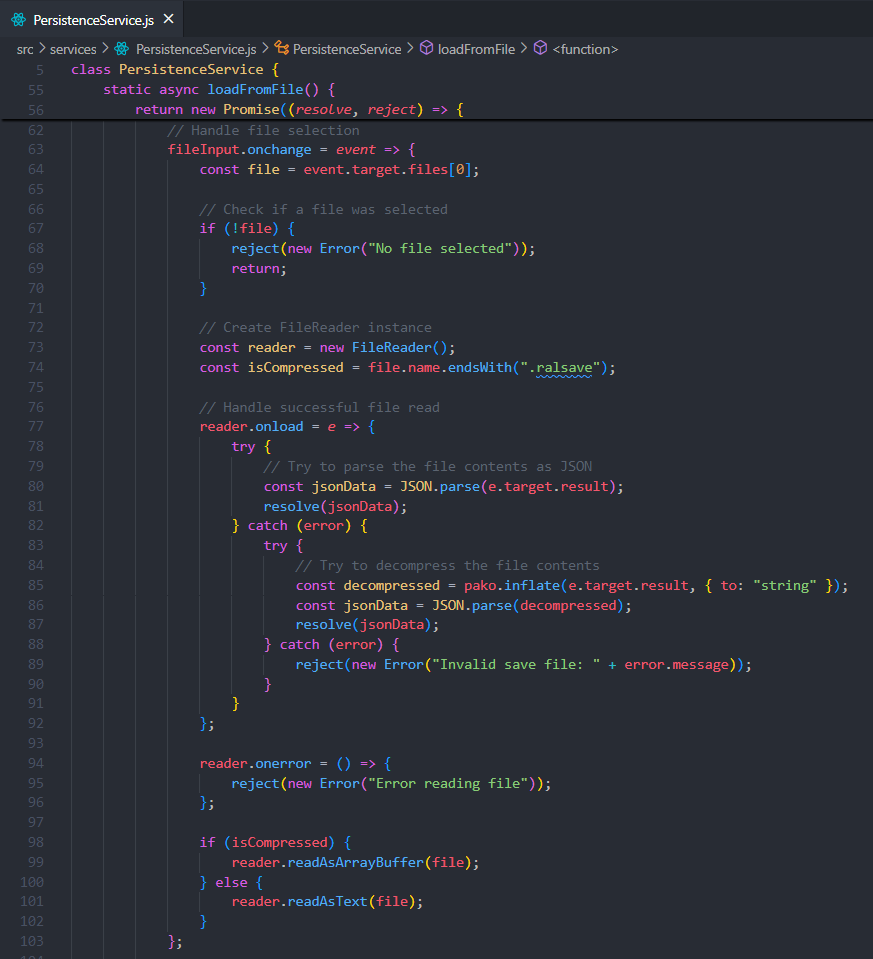 PersistenceService.js ×
src > services > PersistenceService.js > PersistenceService > loadFromFile > <function>
5 class PersistenceService {
55 static async loadFromFile() {
56 return new Promise((resolve, reject) => {
62 // Handle file selection
63 fileInput.onchange = event => {
64 const file = event.target.files[0];
65
66 // Check if a file was selected
67 if (!file) {
68 reject(new Error("No file selected"));
69 return;
70 }
71
72 // Create FileReader instance
73 const reader = new FileReader();
74 const isCompressed = file.name.endsWith(".ralsave");
75
76 // Handle successful file read
77 reader.onload = e => {
78 try {
79 // Try to parse the file contents as JSON
80 const jsonData = JSON.parse(e.target.result);
81 resolve(jsonData);
82 } catch (error) {
83 try {
84 // Try to decompress the file contents
85 const decompressed = pako.inflate(e.target.result, { to: "string" });
86 const jsonData = JSON.parse(decompressed);
87 resolve(jsonData);
88 } catch (error) {
89 reject(new Error("Invalid save file: " + error.message));
90 }
91 }
92 };
93
94 reader.onerror = () => {
95 reject(new Error("Error reading file"));
96 };
97
98 if (isCompressed) {
99 reader.readAsArrayBuffer(file);
100 } else {
101 reader.readAsText(file);
102 }
103 };